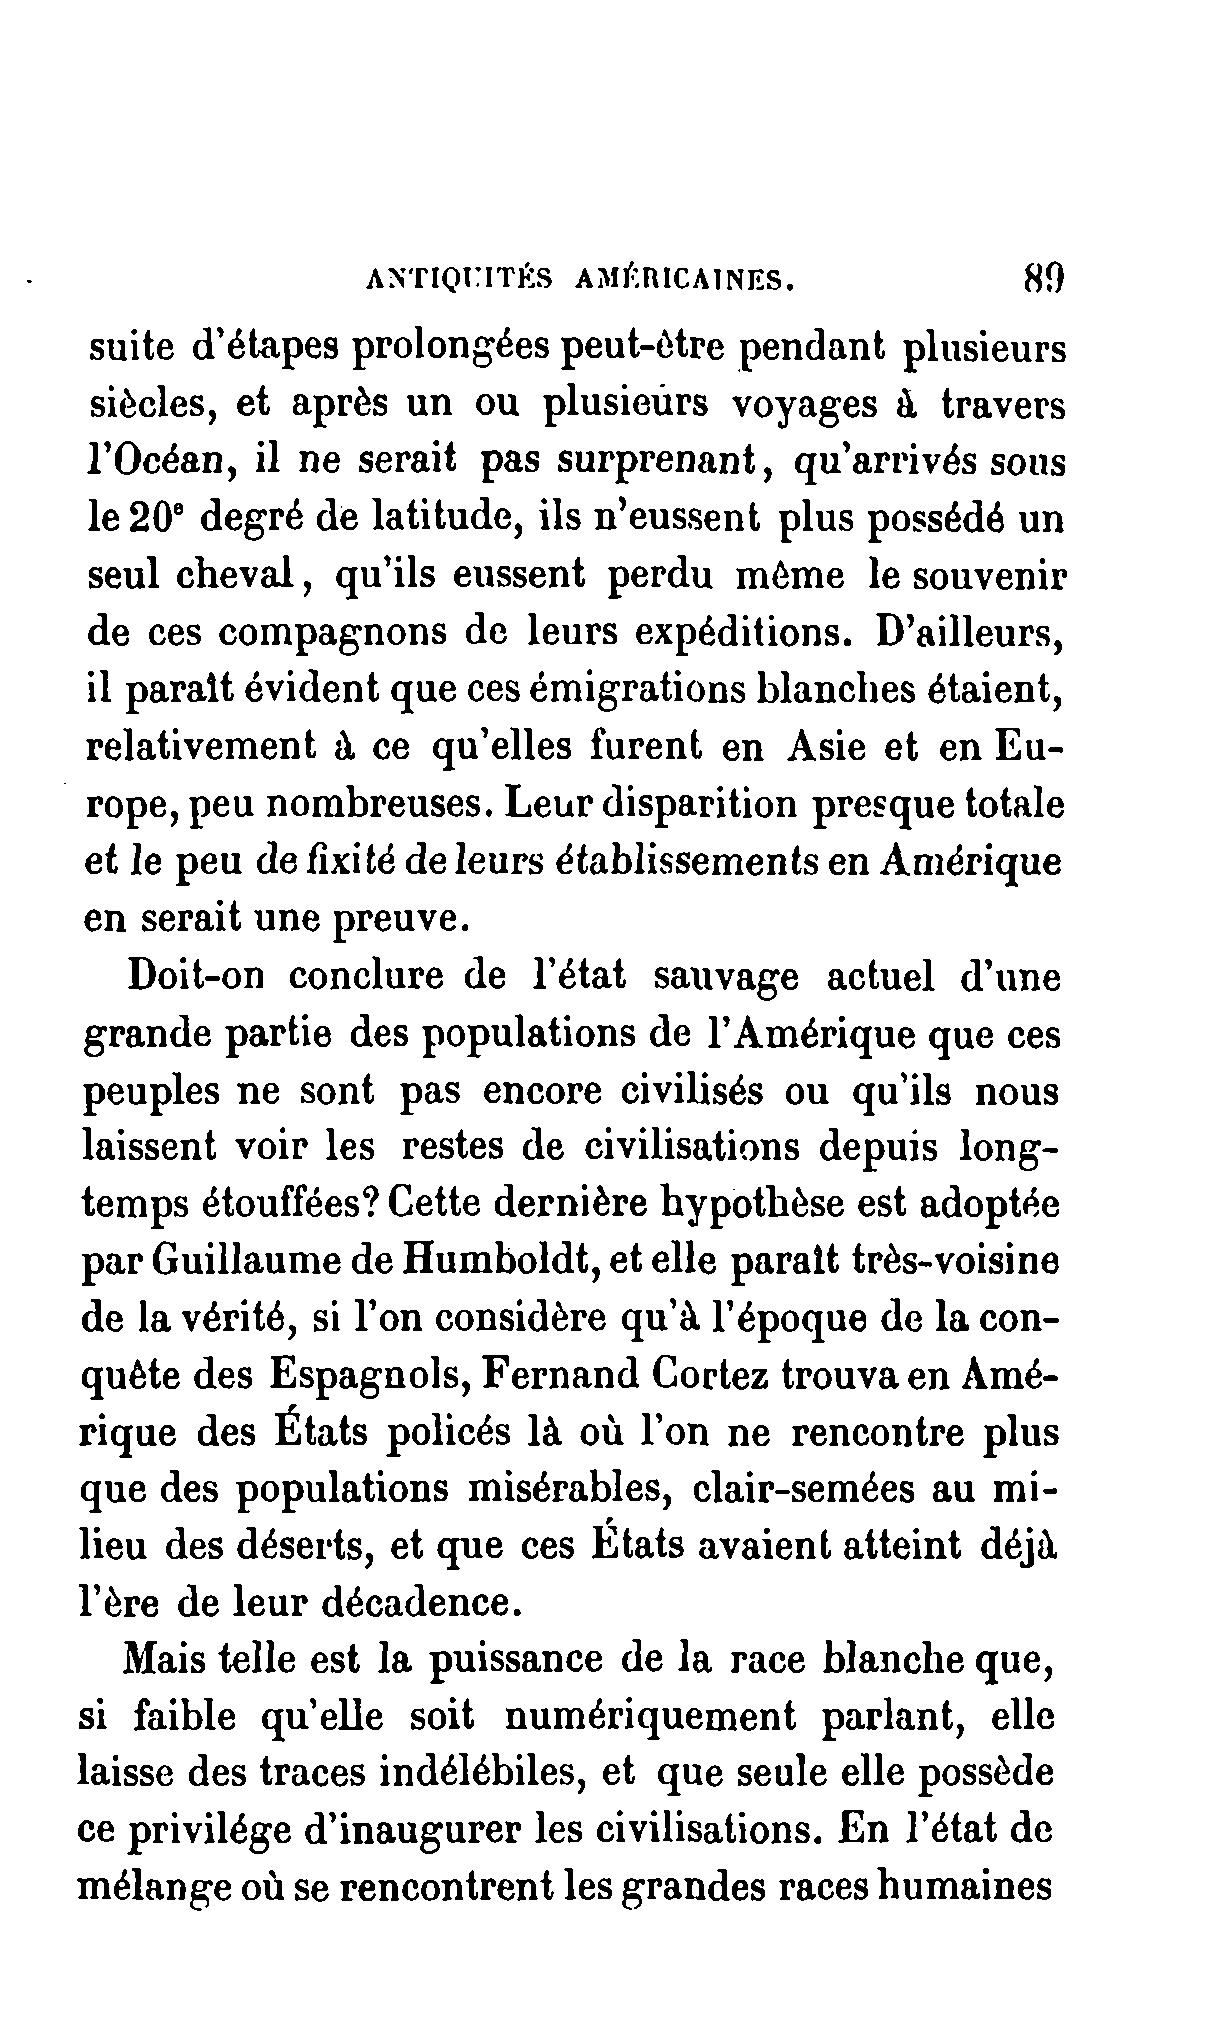 ANTIQUITÉS AMÉRICAINES. 89
suite d'étapes prolongées peut-être pendant plusieurs
siècles, et après un ou plusieurs voyages à travers
l'Océan, il ne serait pas surprenant, qu'arrivés sous
le 20e degré de latitude, ils n'eussent plus possédé un
seul cheval, qu'ils eussent perdu même le souvenir
de ces compagnons de leurs expéditions. D'ailleurs,
il paraît évident que ces émigrations blanches étaient,
relativement à ce qu'elles furent en Asie et en Eu-
rope, peu nombreuses. Leur disparition presque totale
et le peu de fixité de leurs établissements en Amérique
en serait une preuve.
Doit-on conclure de l'état sauvage actuel d'une
grande partie des populations de l'Amérique que ces
peuples ne sont pas encore civilisés ou qu'ils nous
laissent voir les restes de civilisations depuis long-
temps étouffées? Cette dernière hypothèse est adoptée
par Guillaume de Humboldt, et elle paraît très-voisine
de la vérité, si l'on considère qu'à l'époque de la con-
quête des Espagnols, Fernand Cortez trouva en Amé-
rique des États policés là où l'on ne rencontre plus
que des populations misérables, clair-semées au mi-
lieu des déserts, et que ces États avaient atteint déjà
l'ère de leur décadence.
Mais telle est la puissance de la race blanche que,
si faible qu'elle soit numériquement parlant, elle
laisse des traces indélébiles, et que seule elle possède
ce privilége d'inaugurer les civilisations. En l'état de
mélange où se rencontrent les grandes races humaines